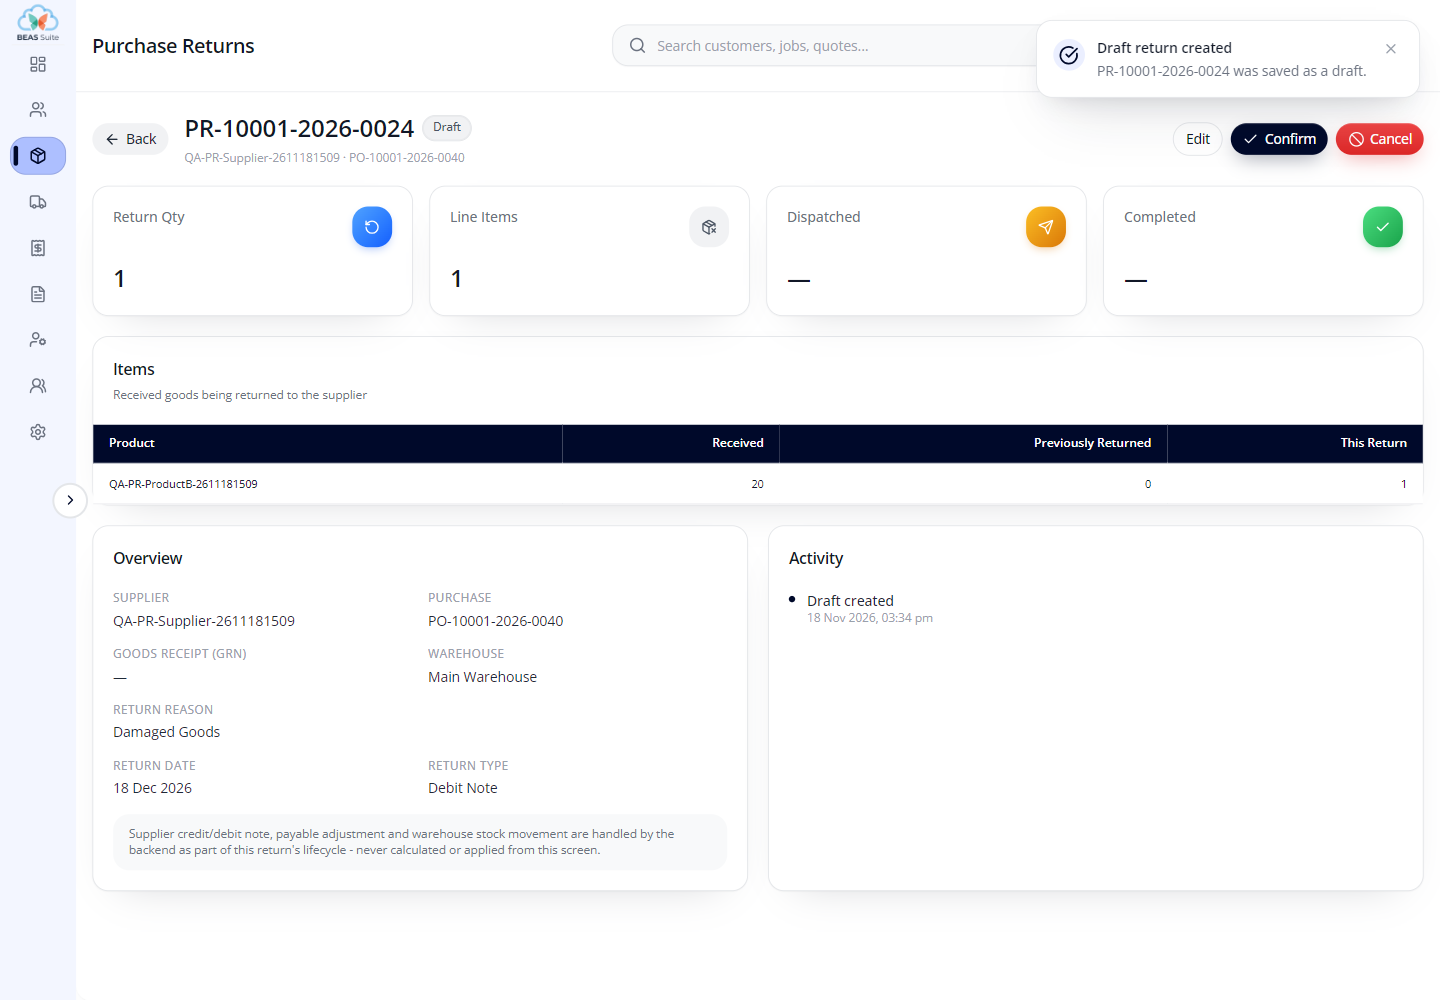 BEAS Suite
Purchase Returns
Search customers, jobs, quotes...
Draft return created
PR-10001-2026-0024 was saved as a draft.
Back
PR-10001-2026-0024
Draft
QA-PR-Supplier-2611181509 · PO-10001-2026-0040
Edit
Confirm
Cancel
Return Qty
1
Line Items
1
Dispatched
—
Completed
—
Items
Received goods being returned to the supplier
Product Received Previously Returned This Return
QA-PR-ProductB-2611181509 20 0 1
Overview
SUPPLIER
QA-PR-Supplier-2611181509
PURCHASE
PO-10001-2026-0040
GOODS RECEIPT (GRN)
—
WAREHOUSE
Main Warehouse
RETURN REASON
Damaged Goods
RETURN DATE
18 Dec 2026
RETURN TYPE
Debit Note
Supplier credit/debit note, payable adjustment and warehouse stock movement are handled by the
backend as part of this return's lifecycle - never calculated or applied from this screen.
Activity
Draft created
18 Nov 2026, 03:34 pm